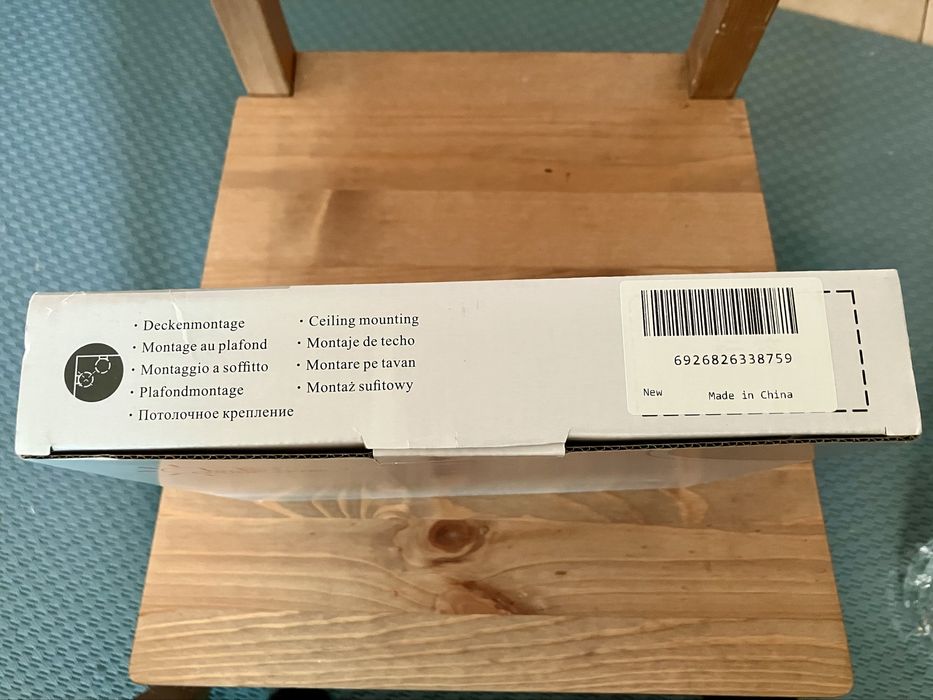 · Deckenmontage
· Montage au plafond
· Montaggio a soffitto
· Plafondmontage
· Потолочное крепление
· Ceiling mounting
· Montaje de techo
· Montare pe tavan
· Montaż sufitowy
6926826338759
New
Made in China